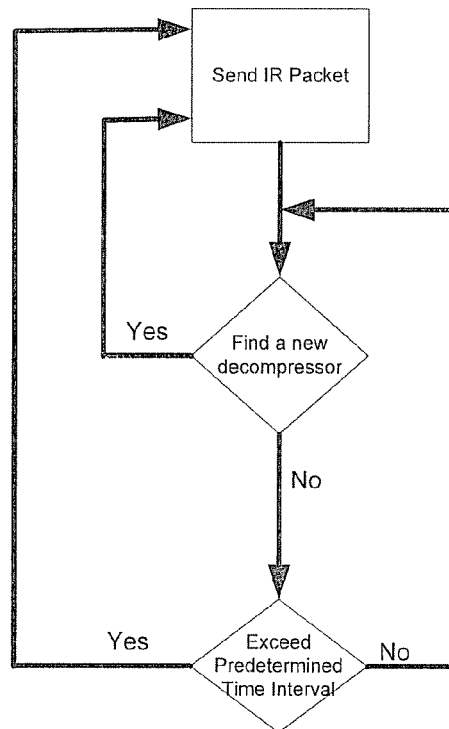 Send IR Packet
Yes
Find a new
decompressor
No
Yes
Exceed
Predetermined
Time Interval
No